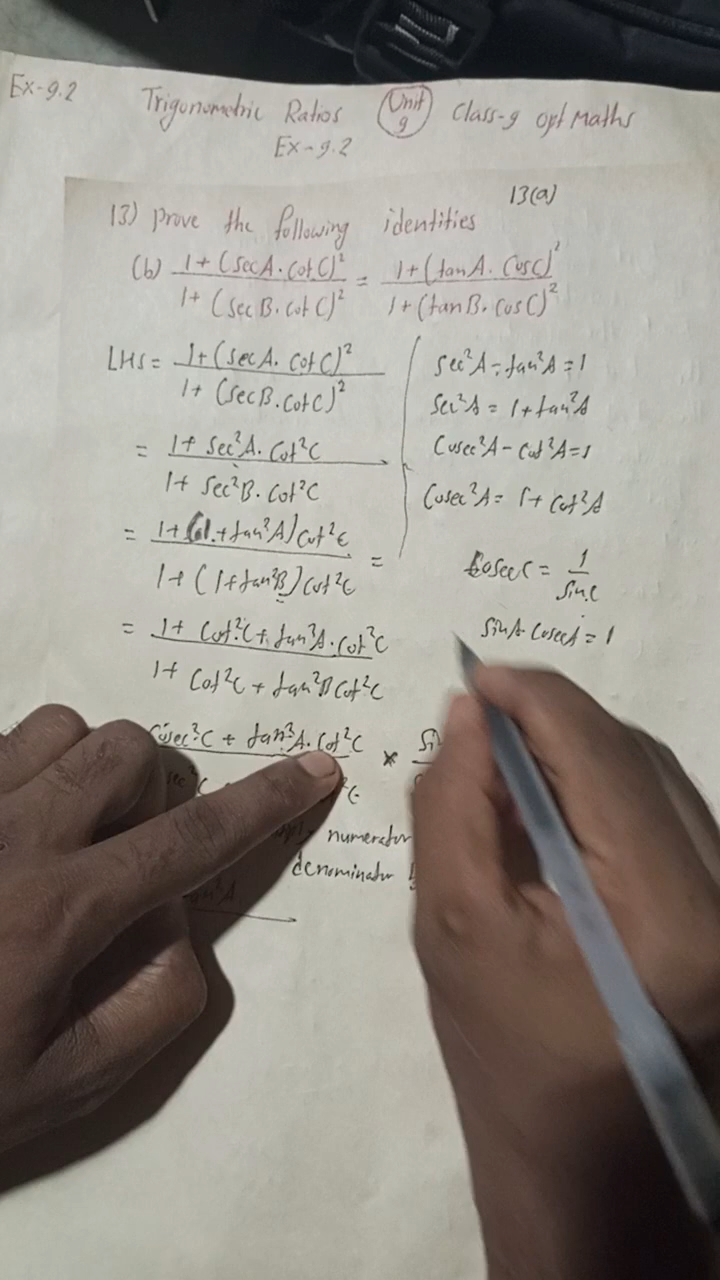 Ex-9.2 Trigonometric Ratios Unit 9 Class-9 opt Maths
Ex-9.2
13(a)
13) prove the following identities
(b) 1+(SecA.CotC)² / 1+(SecB.CotC)² = 1+(tanA.CosC)² / 1+(tanB.CosC)²
LHS = 1+(SecA.CotC)² / 1+(SecB.CotC)²
= 1+Sec²A.Cot²C / 1+Sec²B.Cot²C
= 1+(1+tan²A)Cot²C / 1+(1+tan²B)Cot²C =
= 1+Cot²C+tan²A.Cot²C / 1+Cot²C+tan²BCot²C
Cosec²C+tan²A.Cot²C ×
numerator
denominator
Sec²A-tan²A=1
Sec²A=1+tan²A
Cosec²A-Cot²A=1
Cosec²A=1+Cot²A
CosecC = 1 / SinC
SinA.CosecA=1